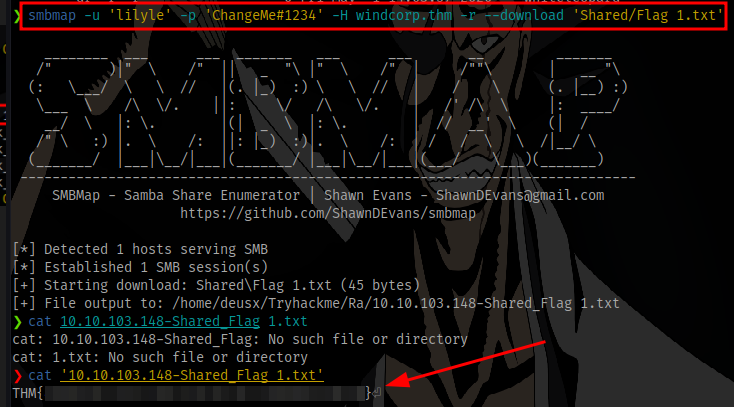 ❯ smbmap -u 'lilyle' -p 'ChangeMe#1234' -H windcorp.thm -r --download 'Shared/Flag 1.txt'
SMBMap - Samba Share Enumerator | Shawn Evans - ShawnDEvans@gmail.com
https://github.com/ShawnDEvans/smbmap
[*] Detected 1 hosts serving SMB
[*] Established 1 SMB session(s)
[+] Starting download: Shared\Flag 1.txt (45 bytes)
[+] File output to: /home/deusx/Tryhackme/Ra/10.10.103.148-Shared_Flag 1.txt
❯ cat 10.10.103.148-Shared_Flag 1.txt
cat: 10.10.103.148-Shared_Flag: No such file or directory
cat: 1.txt: No such file or directory
❯ cat '10.10.103.148-Shared_Flag 1.txt'
THM{ }⏎